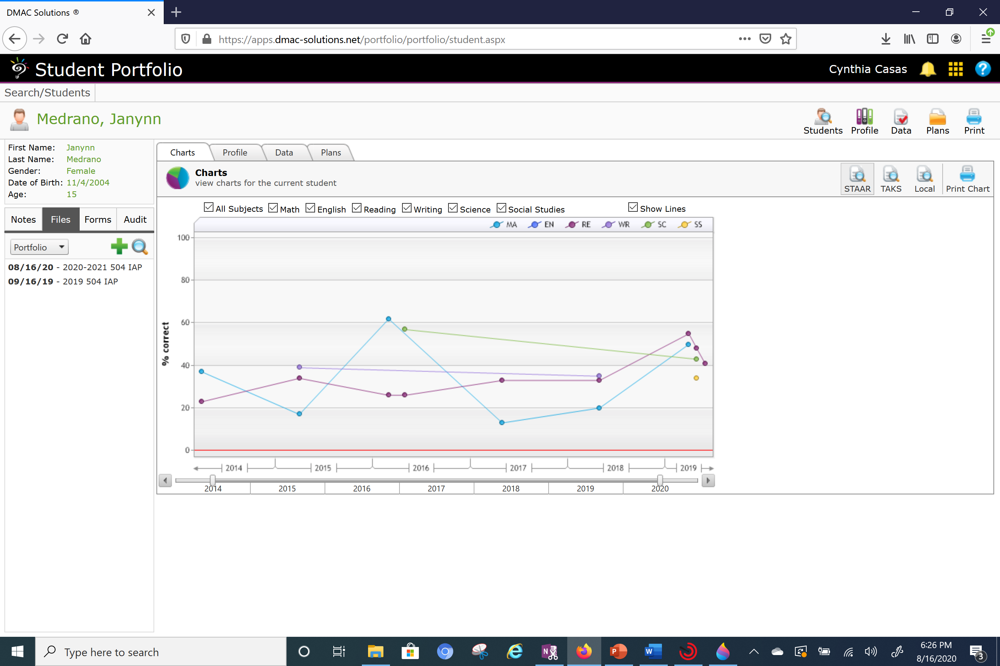 DMAC Solutions ®
https://apps.dmac-solutions.net/portfolio/portfolio/student.aspx
Student Portfolio
Cynthia Casas
Search/Students
Medrano, Janynn
Students Profile Data Plans Print
First Name: Janynn
Last Name: Medrano
Gender: Female
Date of Birth: 11/4/2004
Age: 15
Notes Files Forms Audit
Portfolio
08/16/20 - 2020-2021 504 IAP
09/16/19 - 2019 504 IAP
Charts Profile Data Plans
Charts
view charts for the current student
STAAR TAKS Local Print Chart
All Subjects Math English Reading Writing Science Social Studies Show Lines
MA EN RE WR SC SS
100
80
60
40
20
0
% correct
2014 2015 2016 2017 2018 2019
2014 2015 2016 2017 2018 2019 2020
Type here to search
N
P
W
6:26 PM
8/16/2020
3